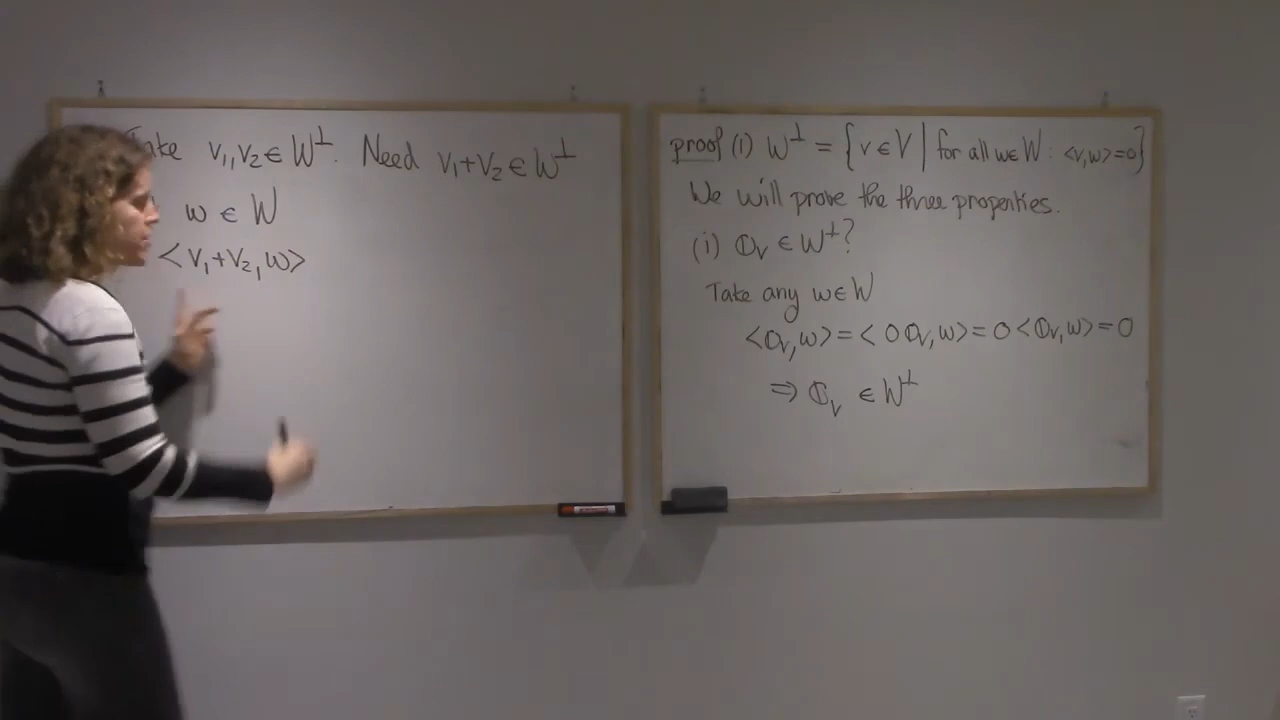 Take v₁,v₂ ∈ W^⊥. Need v₁+v₂ ∈ W^⊥
w ∈ W
<v₁+v₂,w>
proof (1) W^⊥ = {v ∈ V | for all w ∈ W : <v,w>=0}
We will prove the three properties.
(i) 𝟘ᵥ ∈ W^⊥?
Take any w∈W
<𝟘ᵥ,w> = <0 𝟘ᵥ,w> = 0<𝟘ᵥ,w> = 0
⇒ 𝟘ᵥ ∈ W^⊥